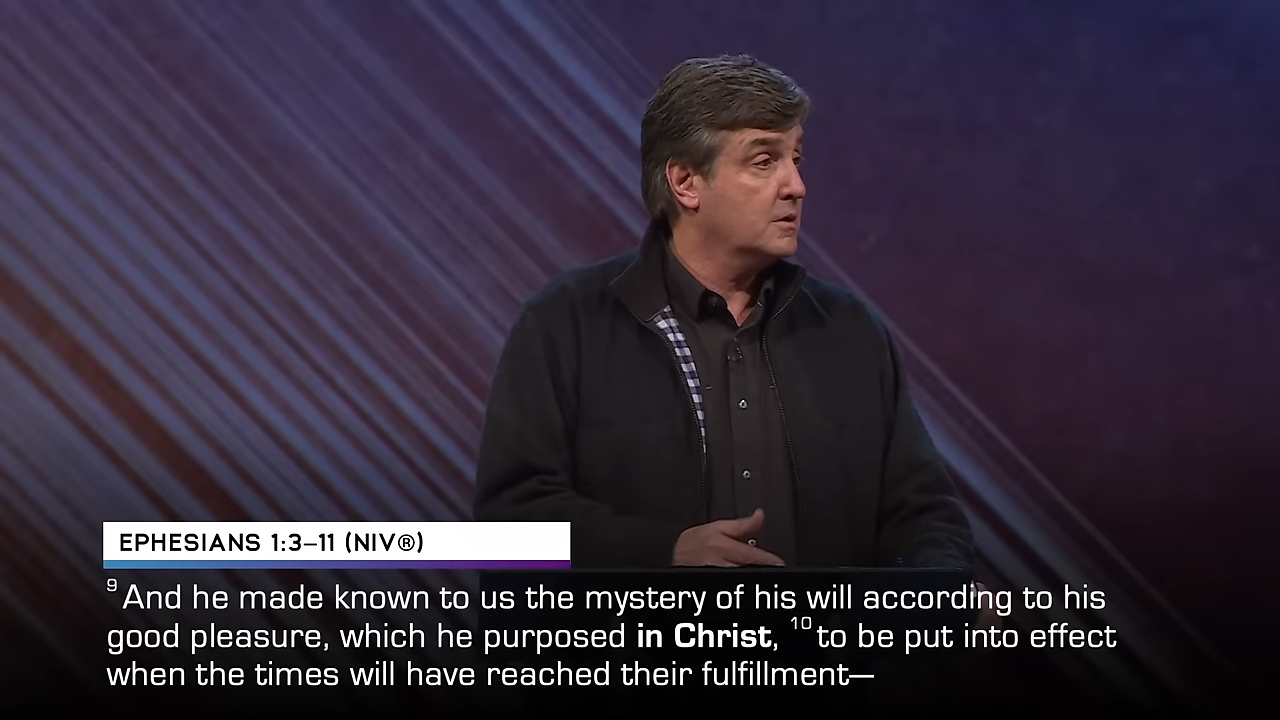 EPHESIANS 1:3–11 (NIV®)
9 And he made known to us the mystery of his will according to his
good pleasure, which he purposed in Christ, 10 to be put into effect
when the times will have reached their fulfillment—